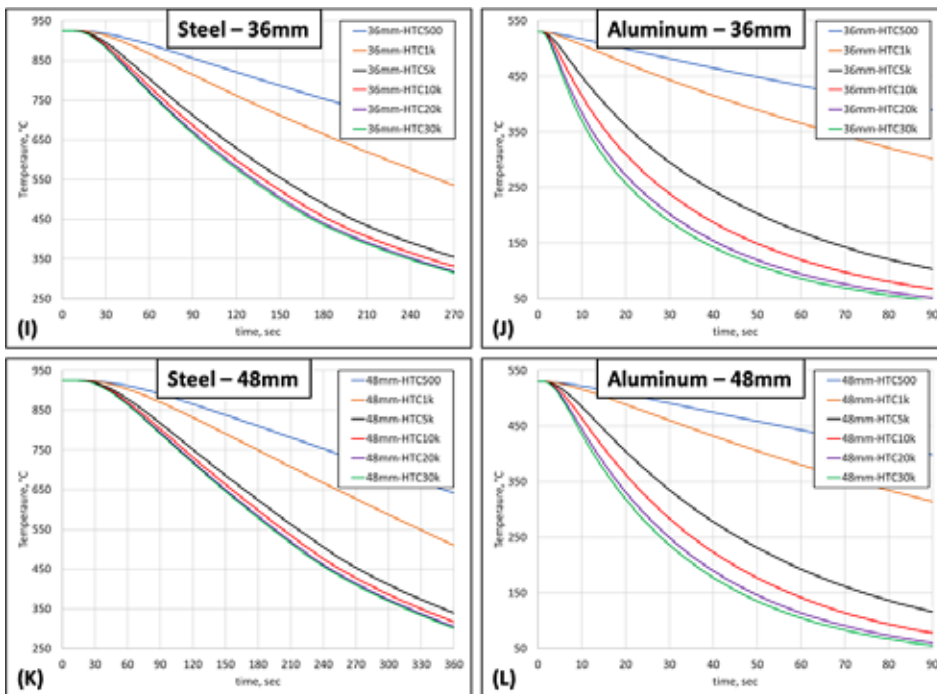 Steel – 36mm
950
850
750
650
550
450
350
250
Temperaure, °C
36mm-HTC500
36mm-HTC1k
36mm-HTC5k
36mm-HTC10k
36mm-HTC20k
36mm-HTC30k
0 30 60 90 120 150 180 210 240 270
time, sec
(I)
Aluminum – 36mm
550
450
350
250
150
50
Temperaure, °C
36mm-HTC500
36mm-HTC1k
36mm-HTC5k
36mm-HTC10k
36mm-HTC20k
36mm-HTC30k
0 10 20 30 40 50 60 70 80 90
time, sec
(J)
Steel – 48mm
950
850
750
650
550
450
350
250
Temperaure, °C
48mm-HTC500
48mm-HTC1k
48mm-HTC5k
48mm-HTC10k
48mm-HTC20k
48mm-HTC30k
0 30 60 90 120 150 180 210 240 270 300 330 360
time, sec
(K)
Aluminum – 48mm
550
450
350
250
150
50
Temperaure, °C
48mm-HTC500
48mm-HTC1k
48mm-HTC5k
48mm-HTC10k
48mm-HTC20k
48mm-HTC30k
0 10 20 30 40 50 60 70 80 90
time, sec
(L)